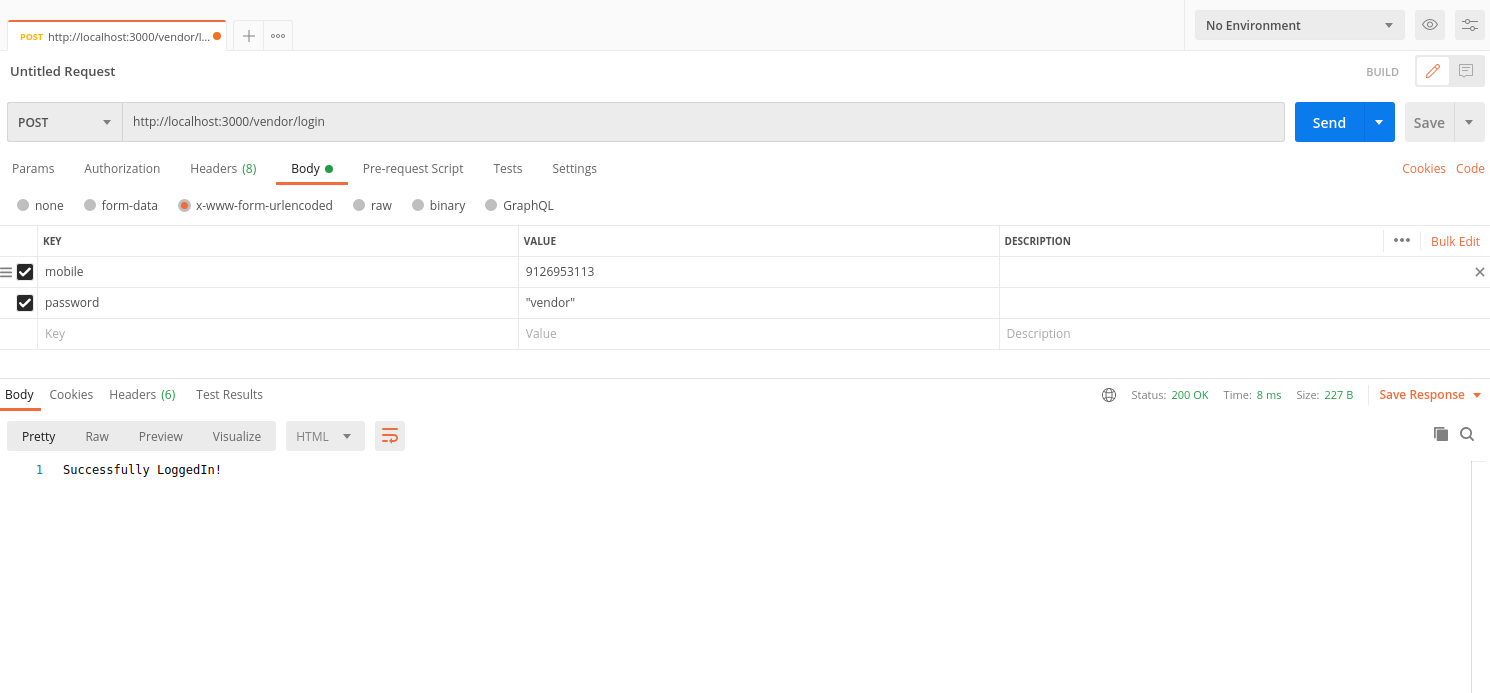 POST http://localhost:3000/vendor/l...
No Environment
Untitled Request
BUILD
POST http://localhost:3000/vendor/login Send Save
Params Authorization Headers (8) Body Pre-request Script Tests Settings Cookies Code
none form-data x-www-form-urlencoded raw binary GraphQL
KEY VALUE DESCRIPTION Bulk Edit
mobile 9126953113
password "vendor"
Key Value Description
Body Cookies Headers (6) Test Results Status: 200 OK Time: 8 ms Size: 227 B Save Response
Pretty Raw Preview Visualize HTML
1 Successfully LoggedIn!